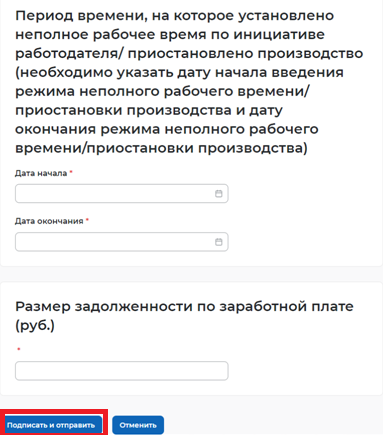 Период времени, на которое установлено
неполное рабочее время по инициативе
работодателя/ приостановлено производство
(необходимо указать дату начала введения
режима неполного рабочего времени/
приостановки производства и дату
окончания режима неполного рабочего
времени/приостановки производства)
Дата начала *
Дата окончания *
Размер задолженности по заработной плате
(руб.)
*
Подписать и отправить Отменить